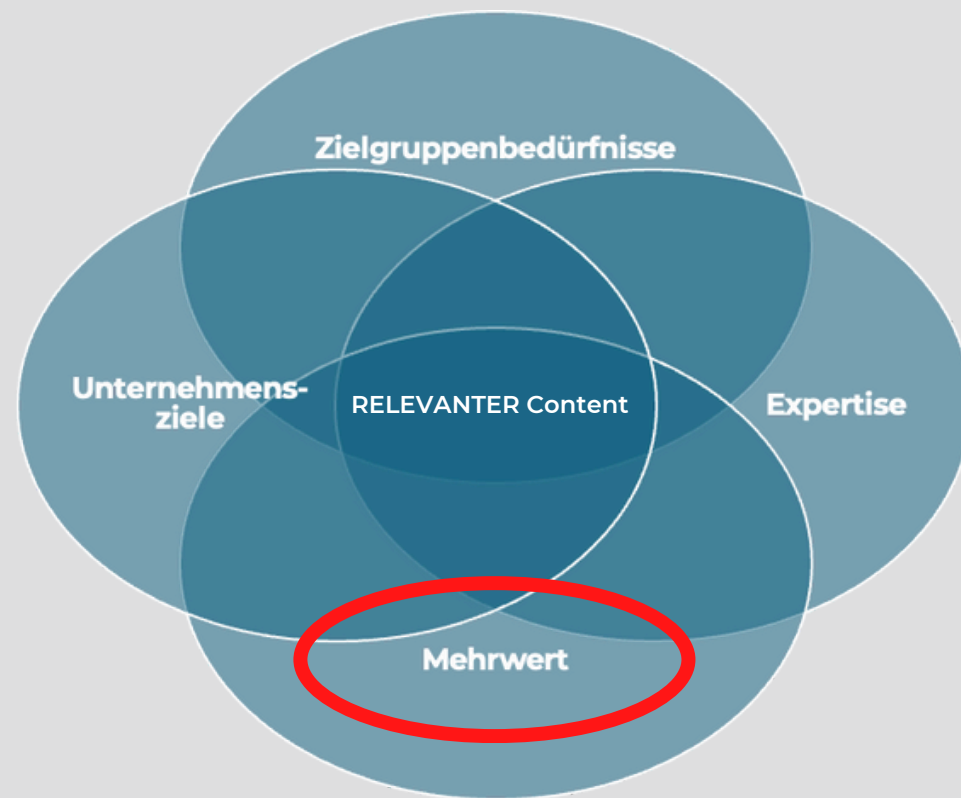 Zielgruppenbedürfnisse
Unternehmens-
ziele
RELEVANTER Content
Expertise
Mehrwert